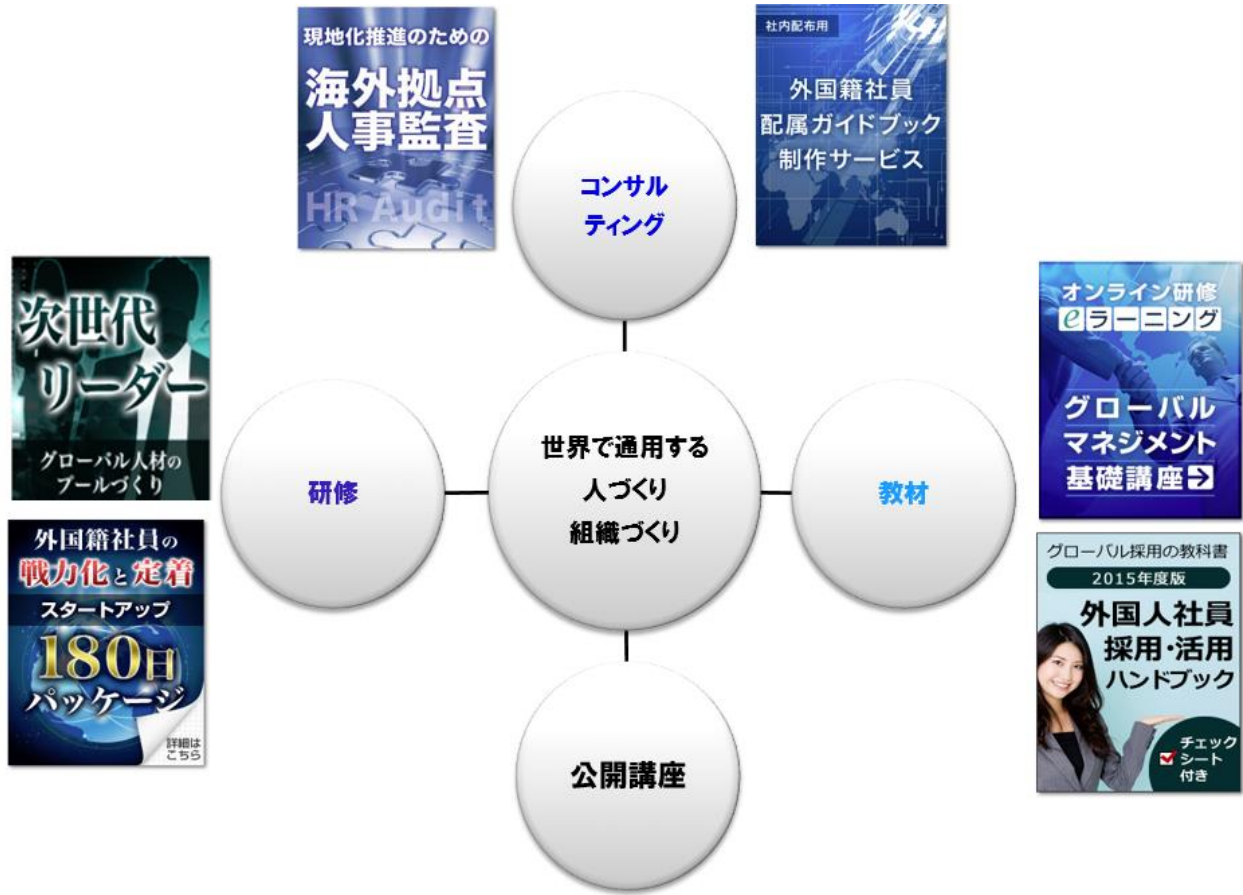 現地化推進のための
海外拠点
人事監査
HR Audit
社内配布用
外国籍社員
配属ガイドブック
制作サービス
コンサル
ティング
次世代
リーダー
グローバル人材の
プールづくり
外国籍社員の
戦力化と定着
スタートアップ
180日
パッケージ
詳細は
こちら
研修
世界で通用する
人づくり
組織づくり
教材
オンライン研修
eラーニング
グローバル
マネジメント
基礎講座
グローバル採用の教科書
2015年度版
外国人社員
採用・活用
ハンドブック
チェック
シート
付き
公開講座